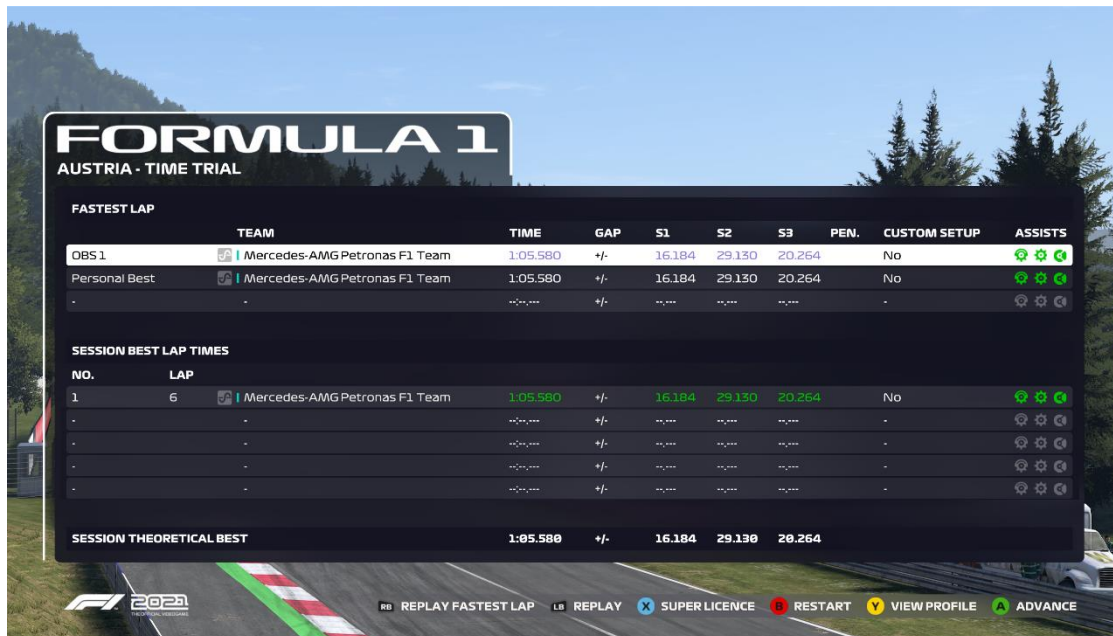 FORMULA 1
AUSTRIA - TIME TRIAL
FASTEST LAP
TEAM TIME GAP S1 S2 S3 PEN. CUSTOM SETUP ASSISTS
OBS 1 Mercedes-AMG Petronas F1 Team 1:05.580 +/- 16.184 29.130 20.264 No
Personal Best Mercedes-AMG Petronas F1 Team 1:05.580 +/- 16.184 29.130 20.264 No
- - --:--.--- +/- --.--- --.--- --.--- -
SESSION BEST LAP TIMES
NO. LAP
1 6 Mercedes-AMG Petronas F1 Team 1:05.580 +/- 16.184 29.130 20.264 No
- - --:--.--- +/- --.--- --.--- --.--- -
- - --:--.--- +/- --.--- --.--- --.--- -
- - --:--.--- +/- --.--- --.--- --.--- -
- - --:--.--- +/- --.--- --.--- --.--- -
SESSION THEORETICAL BEST 1:05.580 +/- 16.184 29.130 20.264
F1 2021
THE OFFICIAL VIDEOGAME
RB REPLAY FASTEST LAP LB REPLAY X SUPER LICENCE B RESTART Y VIEW PROFILE A ADVANCE